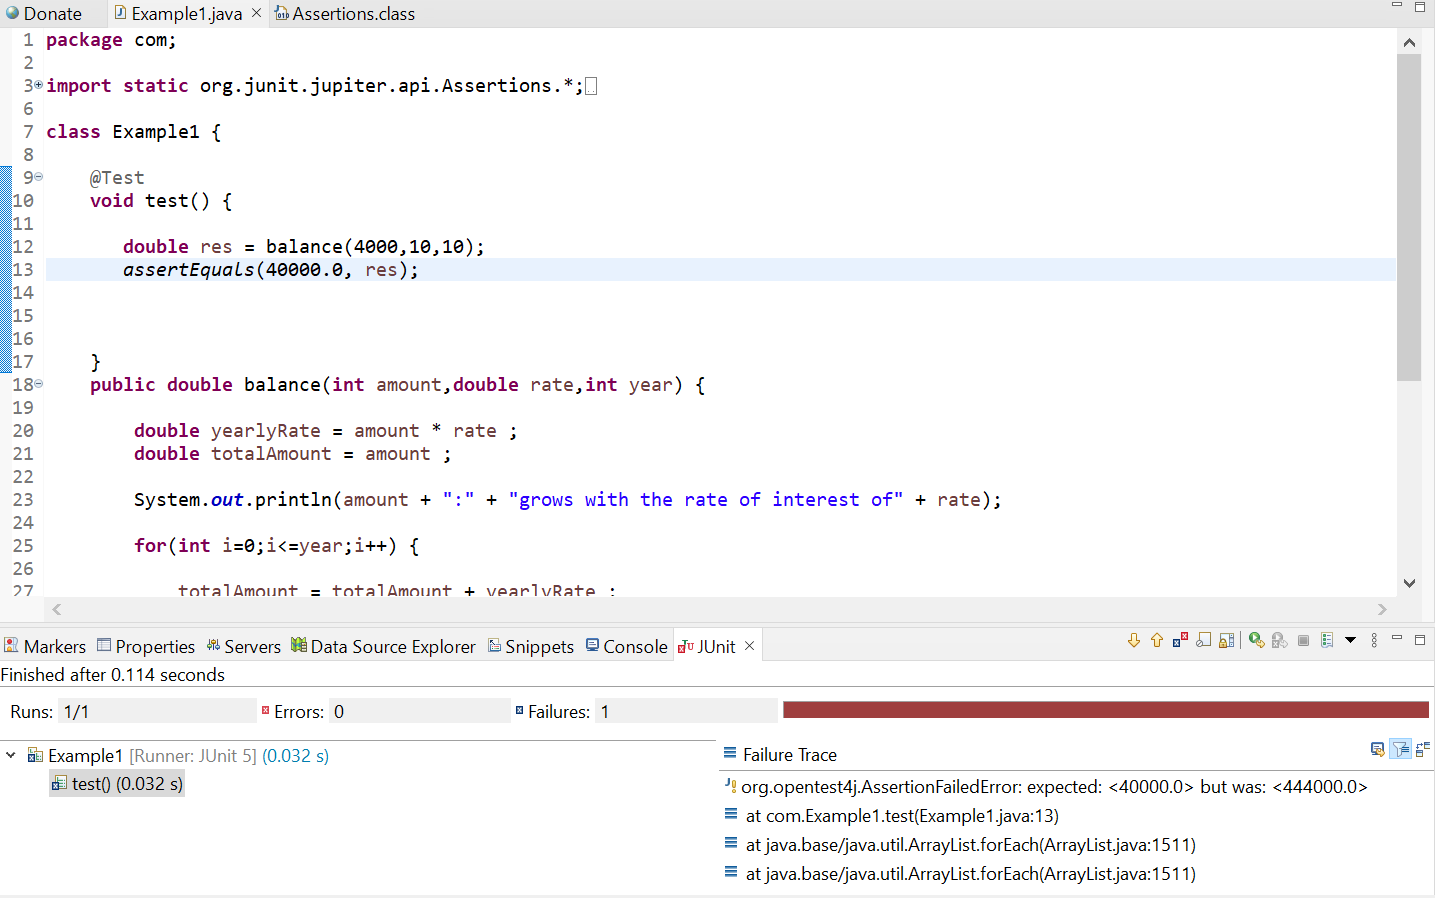 Donate Example1.java Assertions.class
1 package com;
2
3 import static org.junit.jupiter.api.Assertions.*;
6
7 class Example1 {
8
9 @Test
10 void test() {
11
12 double res = balance(4000,10,10);
13 assertEquals(40000.0, res);
14
15
16
17 }
18 public double balance(int amount,double rate,int year) {
19
20 double yearlyRate = amount * rate ;
21 double totalAmount = amount ;
22
23 System.out.println(amount + ":" + "grows with the rate of interest of" + rate);
24
25 for(int i=0;i<=year;i++) {
26
27 totalAmount = totalAmount + yearlyRate ;
Markers Properties Servers Data Source Explorer Snippets Console JUnit
Finished after 0.114 seconds
Runs: 1/1 Errors: 0 Failures: 1
Example1 [Runner: JUnit 5] (0.032 s)
test() (0.032 s)
Failure Trace
org.opentest4j.AssertionFailedError: expected: <40000.0> but was: <444000.0>
at com.Example1.test(Example1.java:13)
at java.base/java.util.ArrayList.forEach(ArrayList.java:1511)
at java.base/java.util.ArrayList.forEach(ArrayList.java:1511)